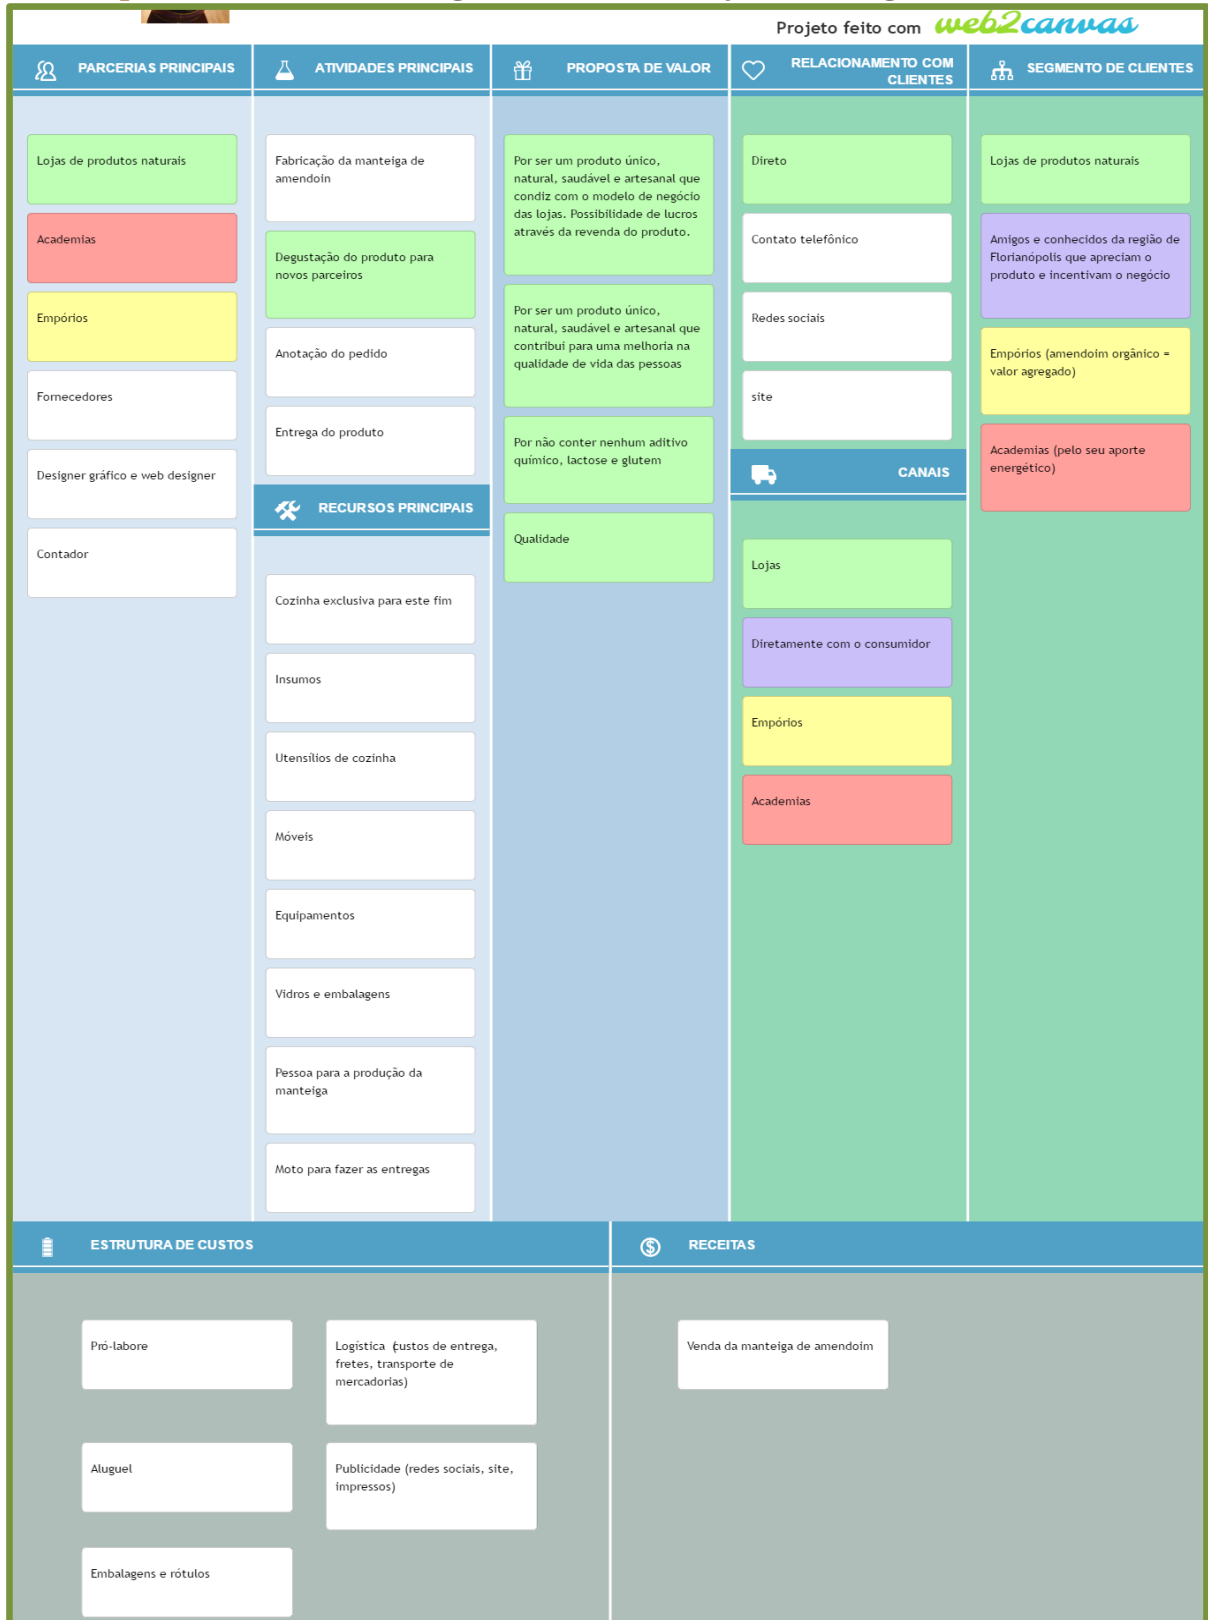 Projeto feito com web2canvas
PARCERIAS PRINCIPAIS
Lojas de produtos naturais
Academias
Empórios
Fornecedores
Designer gráfico e web designer
Contador
ATIVIDADES PRINCIPAIS
Fabricação da manteiga de
amendoin
Degustação do produto para
novos parceiros
Anotação do pedido
Entrega do produto
RECURSOS PRINCIPAIS
Cozinha exclusiva para este fim
Insumos
Utensílios de cozinha
Móveis
Equipamentos
Vidros e embalagens
Pessoa para a produção da
manteiga
Moto para fazer as entregas
PROPOSTA DE VALOR
Por ser um produto único,
natural, saudável e artesanal que
condiz com o modelo de negócio
das lojas. Possibilidade de lucros
através da revenda do produto.
Por ser um produto único,
natural, saudável e artesanal que
contribui para uma melhoria na
qualidade de vida das pessoas
Por não conter nenhum aditivo
químico, lactose e glutem
Qualidade
RELACIONAMENTO COM
CLIENTES
Direto
Contato telefônico
Redes sociais
site
CANAIS
Lojas
Diretamente com o consumidor
Empórios
Academias
SEGMENTO DE CLIENTES
Lojas de produtos naturais
Amigos e conhecidos da região de
Florianópolis que apreciam o
produto e incentivam o negócio
Empórios (amendoim orgânico =
valor agregado)
Academias (pelo seu aporte
energético)
ESTRUTURA DE CUSTOS
Pró-labore
Logística (custos de entrega,
fretes, transporte de
mercadorias)
Aluguel
Publicidade (redes sociais, site,
impressos)
Embalagens e rótulos
RECEITAS
Venda da manteiga de amendoim